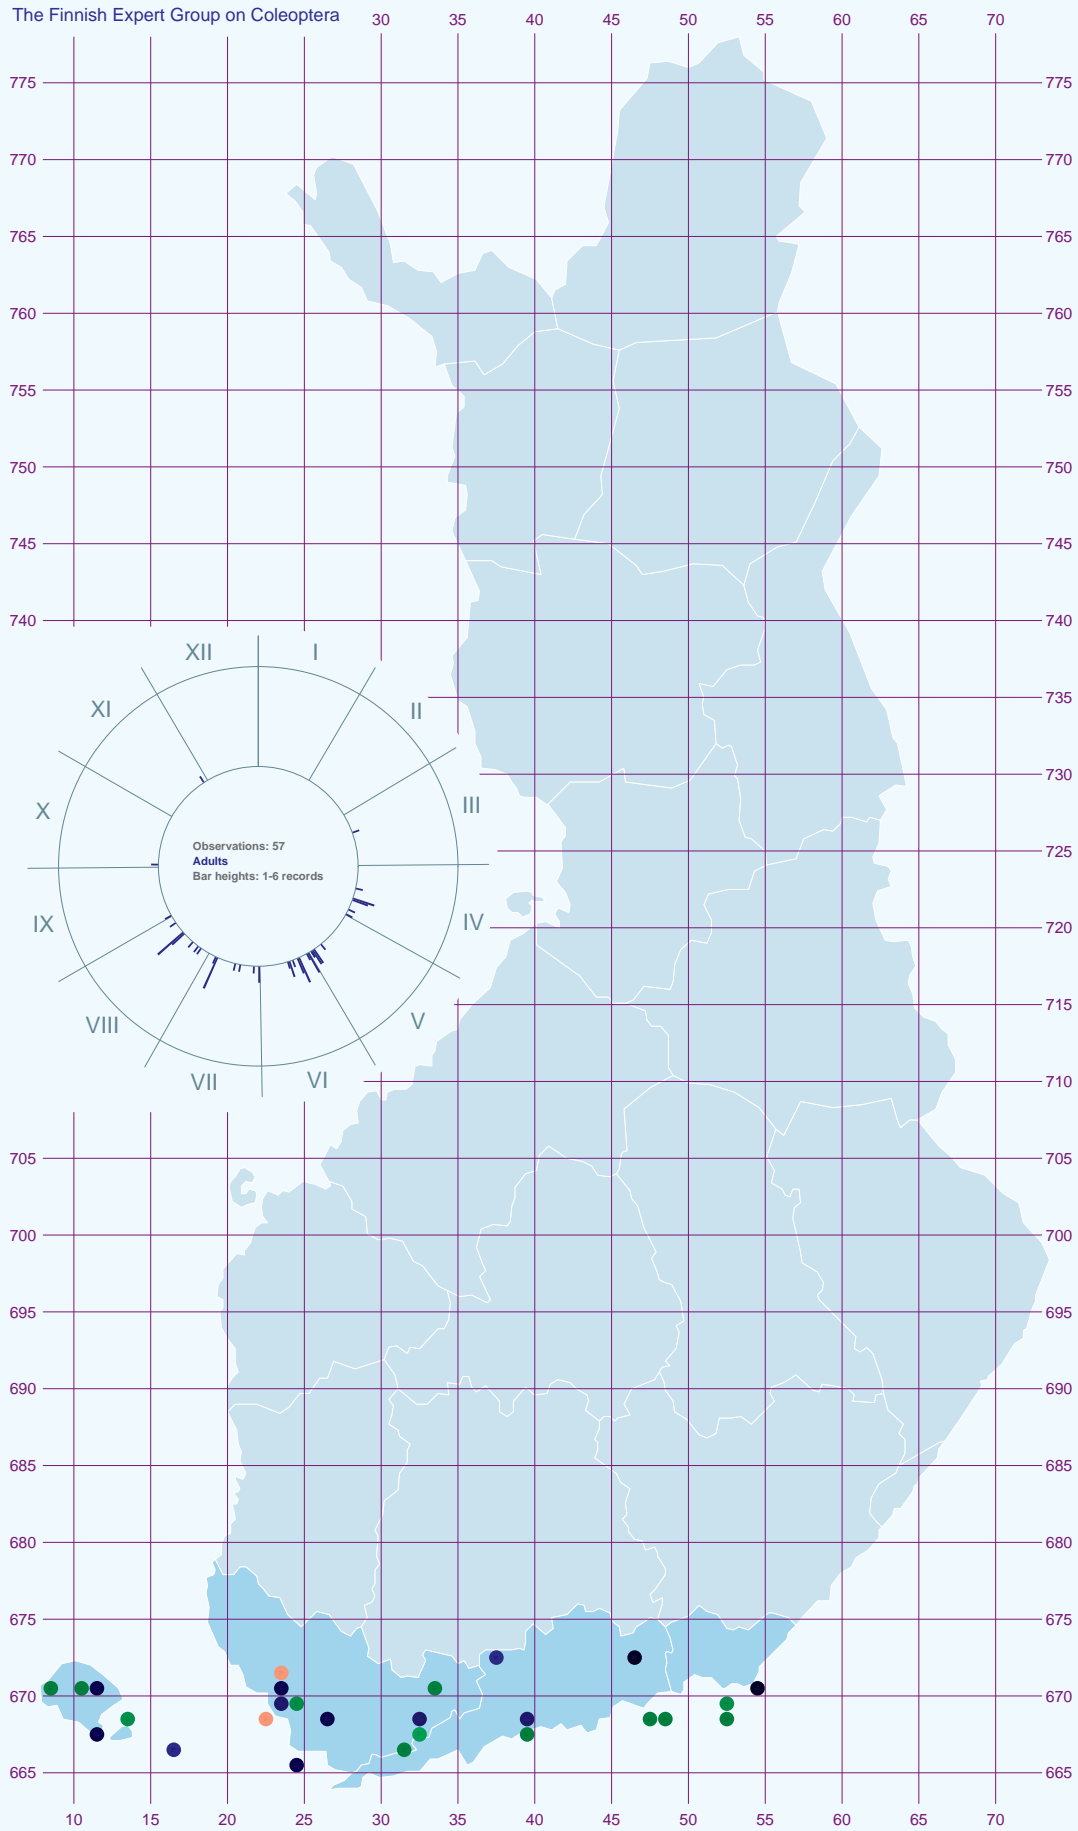 The Finnish Expert Group on Coleoptera
30 35 40 45 50 55 60 65 70
775 775
770 770
765 765
760 760
755 755
750 750
745 745
740 740
XII I
735
XI II
730
X III
Observations: 57
Adults
Bar heights: 1-6 records
725
IX IV
720
715
VIII V
VII VI
710
705 705
700 700
695 695
690 690
685 685
680 680
675 675
670 670
665 665
10 15 20 25 30 35 40 45 50 55 60 65 70